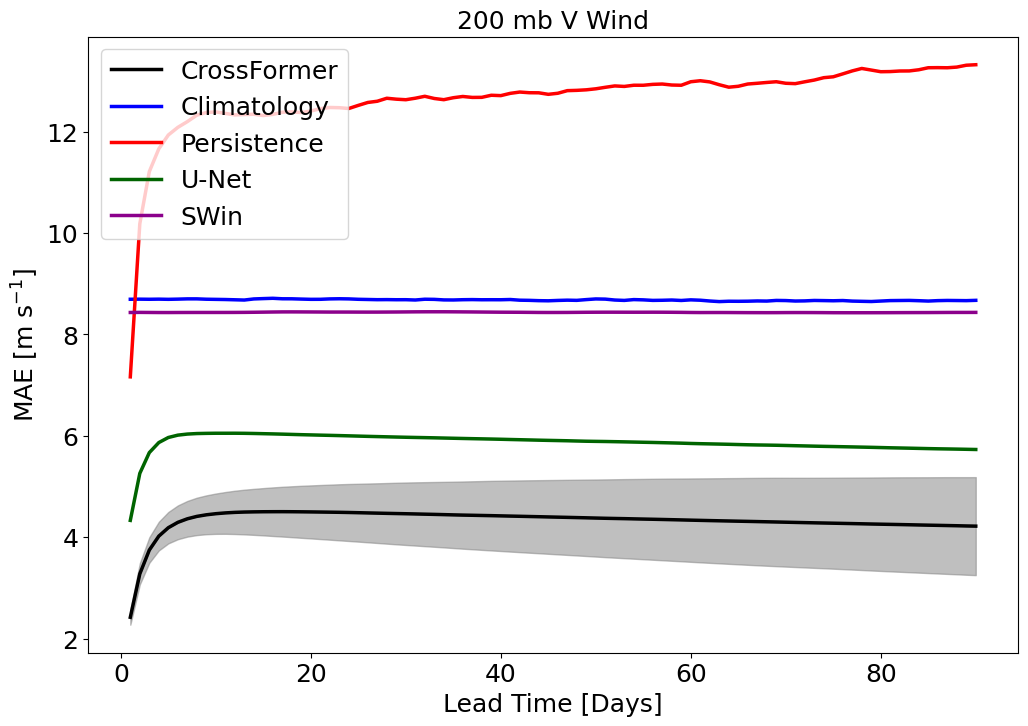 200 mb V Wind
CrossFormer
Climatology
Persistence
U-Net
SWin
MAE [m s⁻¹]
12
10
8
6
4
2
0 20 40 60 80
Lead Time [Days]